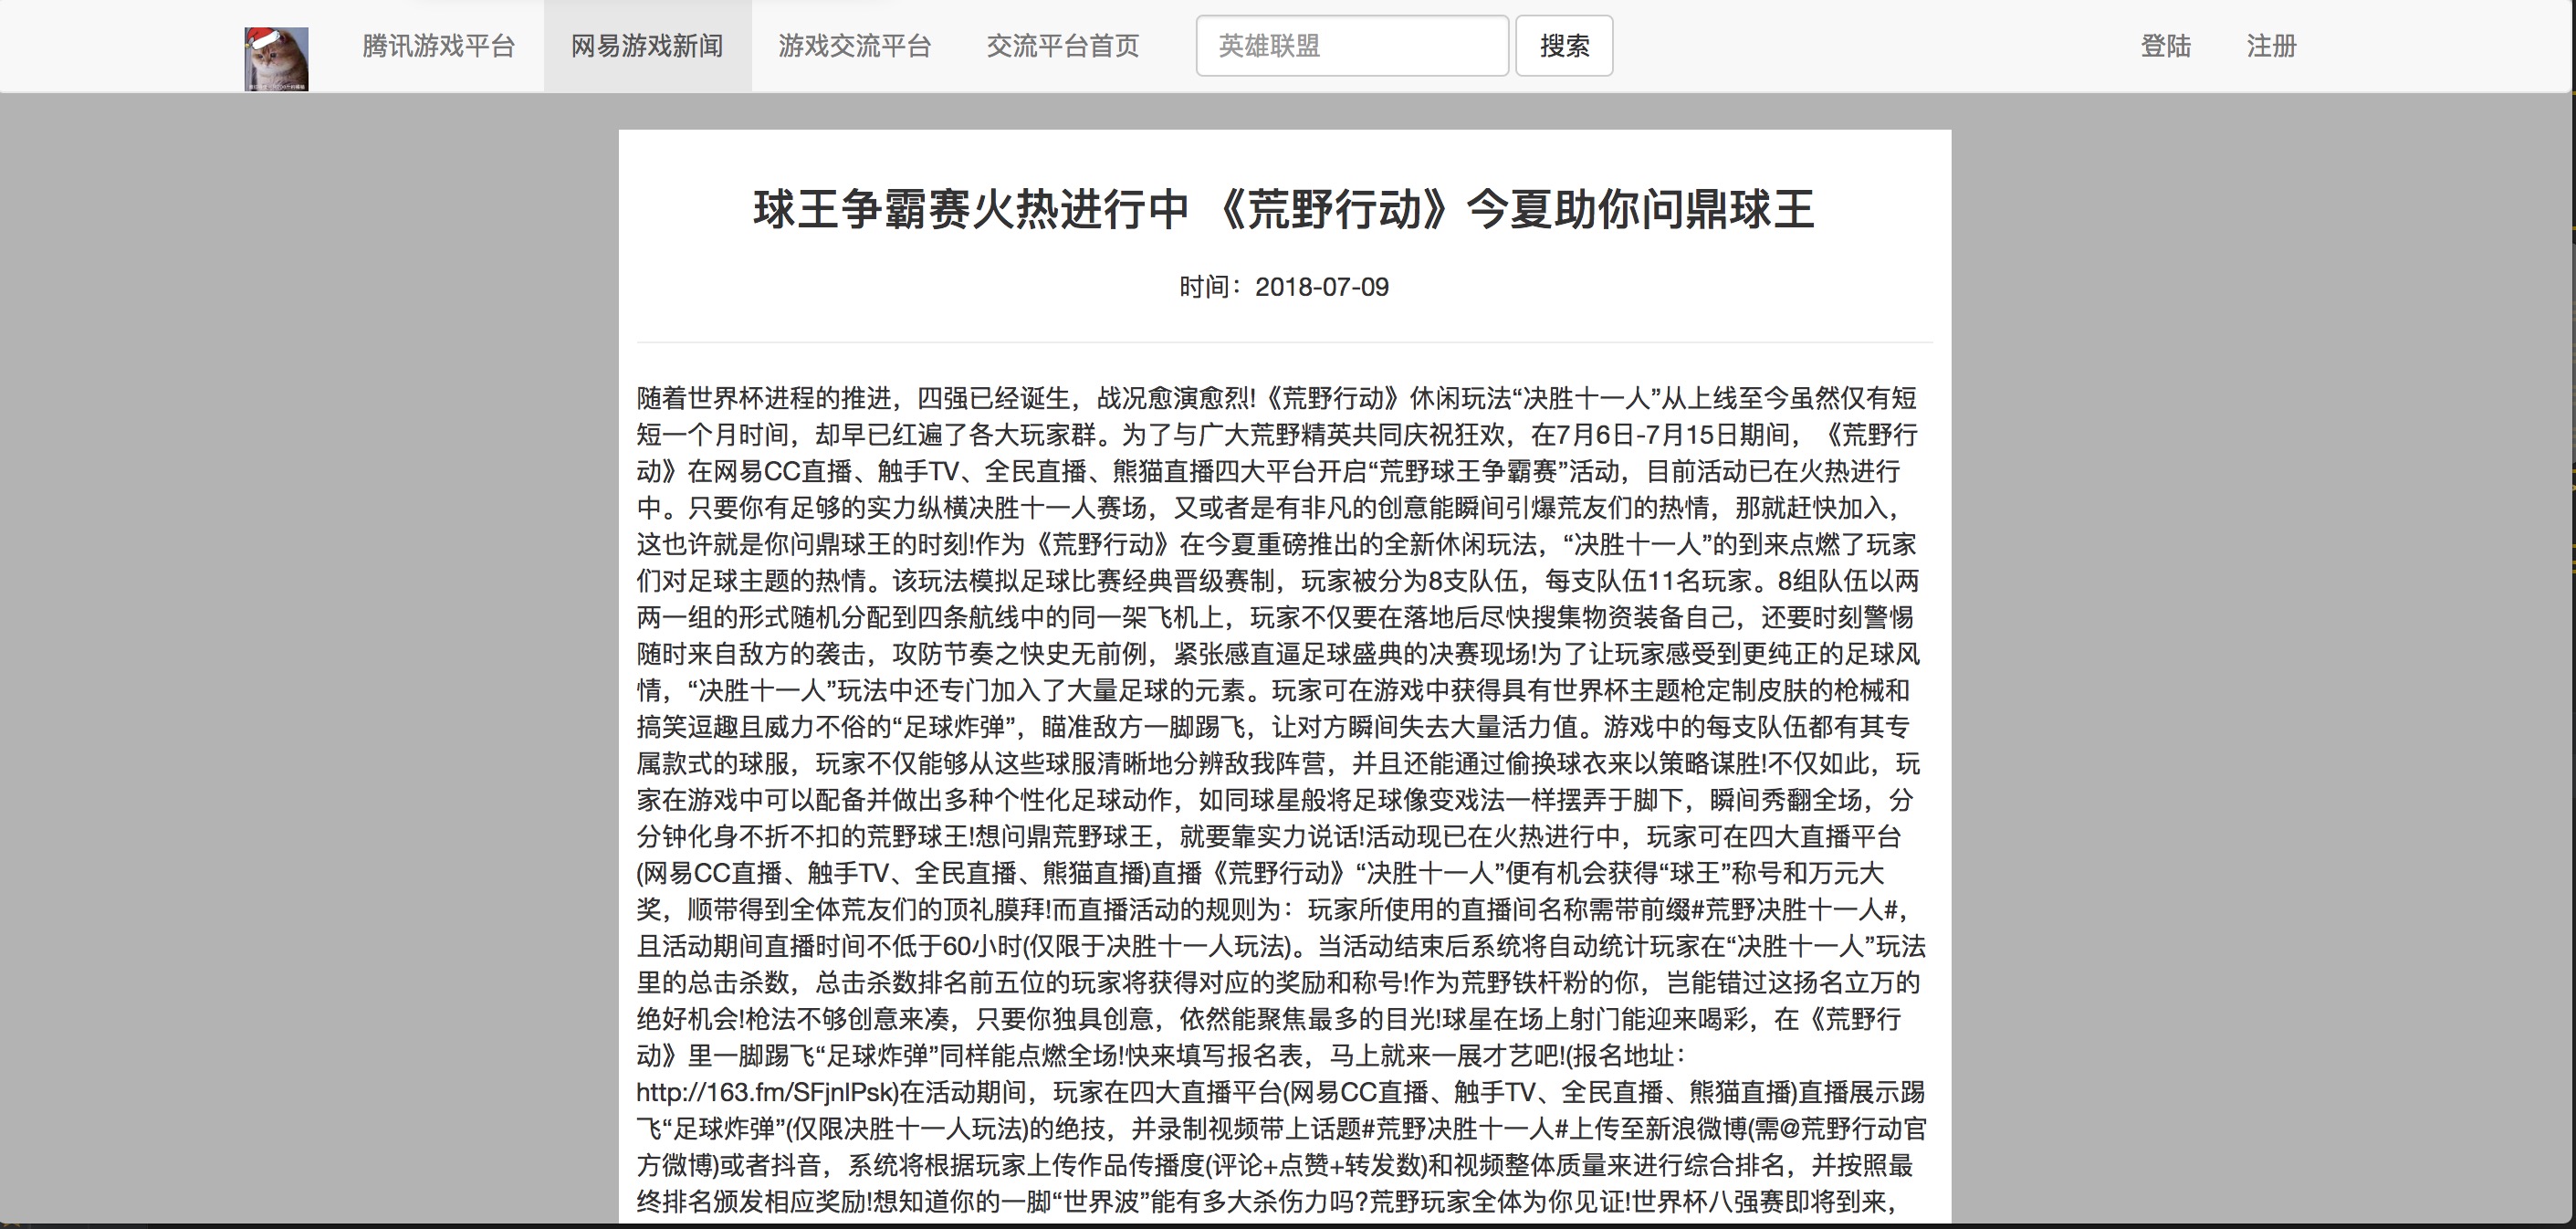 腾讯游戏平台 网易游戏新闻 游戏交流平台 交流平台首页 英雄联盟 搜索 登陆 注册
球王争霸赛火热进行中 《荒野行动》今夏助你问鼎球王
时间：2018-07-09
随着世界杯进程的推进，四强已经诞生，战况愈演愈烈!《荒野行动》休闲玩法“决胜十一人”从上线至今虽然仅有短
短一个月时间，却早已红遍了各大玩家群。为了与广大荒野精英共同庆祝狂欢，在7月6日-7月15日期间，《荒野行
动》在网易CC直播、触手TV、全民直播、熊猫直播四大平台开启“荒野球王争霸赛”活动，目前活动已在火热进行
中。只要你有足够的实力纵横决胜十一人赛场，又或者是有非凡的创意能瞬间引爆荒友们的热情，那就赶快加入，
这也许就是你问鼎球王的时刻!作为《荒野行动》在今夏重磅推出的全新休闲玩法，“决胜十一人”的到来点燃了玩家
们对足球主题的热情。该玩法模拟足球比赛经典晋级赛制，玩家被分为8支队伍，每支队伍11名玩家。8组队伍以两
两一组的形式随机分配到四条航线中的同一架飞机上，玩家不仅要在落地后尽快搜集物资装备自己，还要时刻警惕
随时来自敌方的袭击，攻防节奏之快史无前例，紧张感直逼足球盛典的决赛现场!为了让玩家感受到更纯正的足球风
情，“决胜十一人”玩法中还专门加入了大量足球的元素。玩家可在游戏中获得具有世界杯主题枪定制皮肤的枪械和
搞笑逗趣且威力不俗的“足球炸弹”，瞄准敌方一脚踢飞，让对方瞬间失去大量活力值。游戏中的每支队伍都有其专
属款式的球服，玩家不仅能够从这些球服清晰地分辨敌我阵营，并且还能通过偷换球衣来以策略谋胜!不仅如此，玩
家在游戏中可以配备并做出多种个性化足球动作，如同球星般将足球像变戏法一样摆弄于脚下，瞬间秀翻全场，分
分钟化身不折不扣的荒野球王!想问鼎荒野球王，就要靠实力说话!活动现已在火热进行中，玩家可在四大直播平台
(网易CC直播、触手TV、全民直播、熊猫直播)直播《荒野行动》“决胜十一人”便有机会获得“球王”称号和万元大
奖，顺带得到全体荒友们的顶礼膜拜!而直播活动的规则为：玩家所使用的直播间名称需带前缀#荒野决胜十一人#，
且活动期间直播时间不低于60小时(仅限于决胜十一人玩法)。当活动结束后系统将自动统计玩家在“决胜十一人”玩法
里的总击杀数，总击杀数排名前五位的玩家将获得对应的奖励和称号!作为荒野铁杆粉的你，岂能错过这扬名立万的
绝好机会!枪法不够创意来凑，只要你独具创意，依然能聚焦最多的目光!球星在场上射门能迎来喝彩，在《荒野行
动》里一脚踢飞“足球炸弹”同样能点燃全场!快来填写报名表，马上就来一展才艺吧!(报名地址：
http://163.fm/SFjnlPsk)在活动期间，玩家在四大直播平台(网易CC直播、触手TV、全民直播、熊猫直播)直播展示踢
飞“足球炸弹”(仅限决胜十一人玩法)的绝技，并录制视频带上话题#荒野决胜十一人#上传至新浪微博(需@荒野行动官
方微博)或者抖音，系统将根据玩家上传作品传播度(评论+点赞+转发数)和视频整体质量来进行综合排名，并按照最
终排名颁发相应奖励!想知道你的一脚“世界波”能有多大杀伤力吗?荒野玩家全体为你见证!世界杯八强赛即将到来，